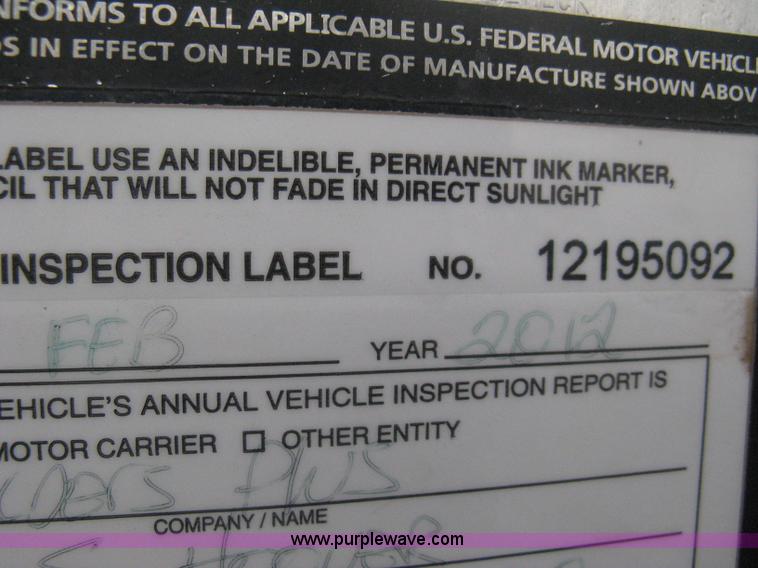 NFORMS TO ALL APPLICABLE U.S. FEDERAL MOTOR VEHICL
DS IN EFFECT ON THE DATE OF MANUFACTURE SHOWN ABOV
LABEL USE AN INDELIBLE, PERMANENT INK MARKER,
CIL THAT WILL NOT FADE IN DIRECT SUNLIGHT
INSPECTION LABEL NO. 12195092
FEB YEAR 2012
EHICLE'S ANNUAL VEHICLE INSPECTION REPORT IS
MOTOR CARRIER ☐ OTHER ENTITY
Plus
COMPANY / NAME
www.purplewave.com